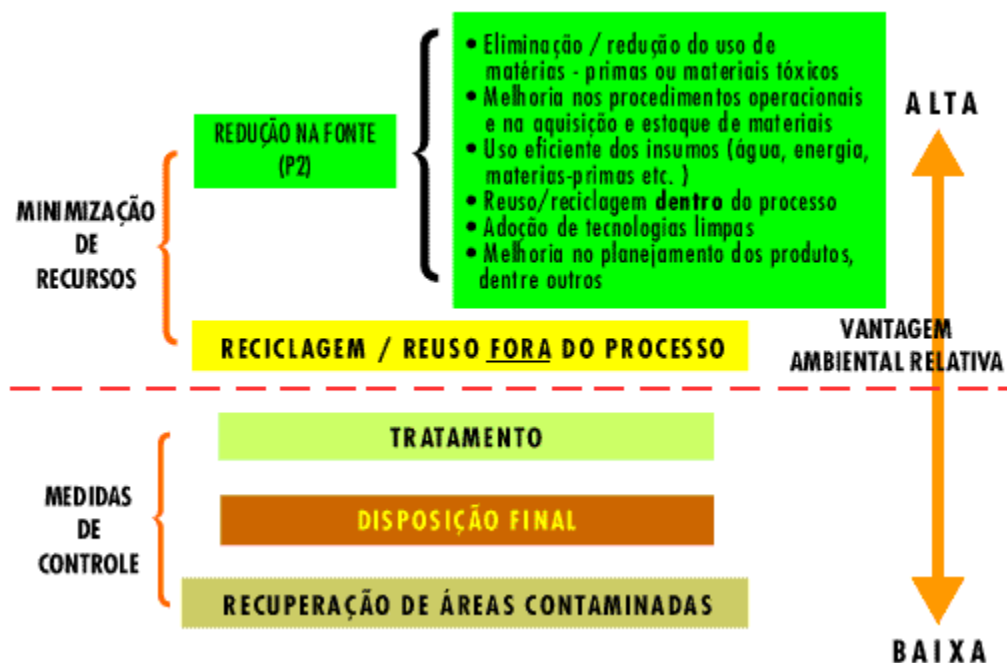 • Eliminação / redução do uso de
matérias - primas ou materiais tóxicos
• Melhoria nos procedimentos operacionais
e na aquisição e estoque de materiais
• Uso eficiente dos insumos (água, energia,
materias-primas etc. )
• Reuso/reciclagem dentro do processo
• Adoção de tecnologias limpas
• Melhoria no planejamento dos produtos,
dentre outros
REDUÇÃO NA FONTE
(P2)
MINIMIZAÇÃO
DE
RECURSOS
RECICLAGEM / REUSO FORA DO PROCESSO
ALTA
VANTAGEM
AMBIENTAL RELATIVA
TRATAMENTO
MEDIDAS
DE
CONTROLE
DISPOSIÇÃO FINAL
RECUPERAÇÃO DE ÁREAS CONTAMINADAS
BAIXA